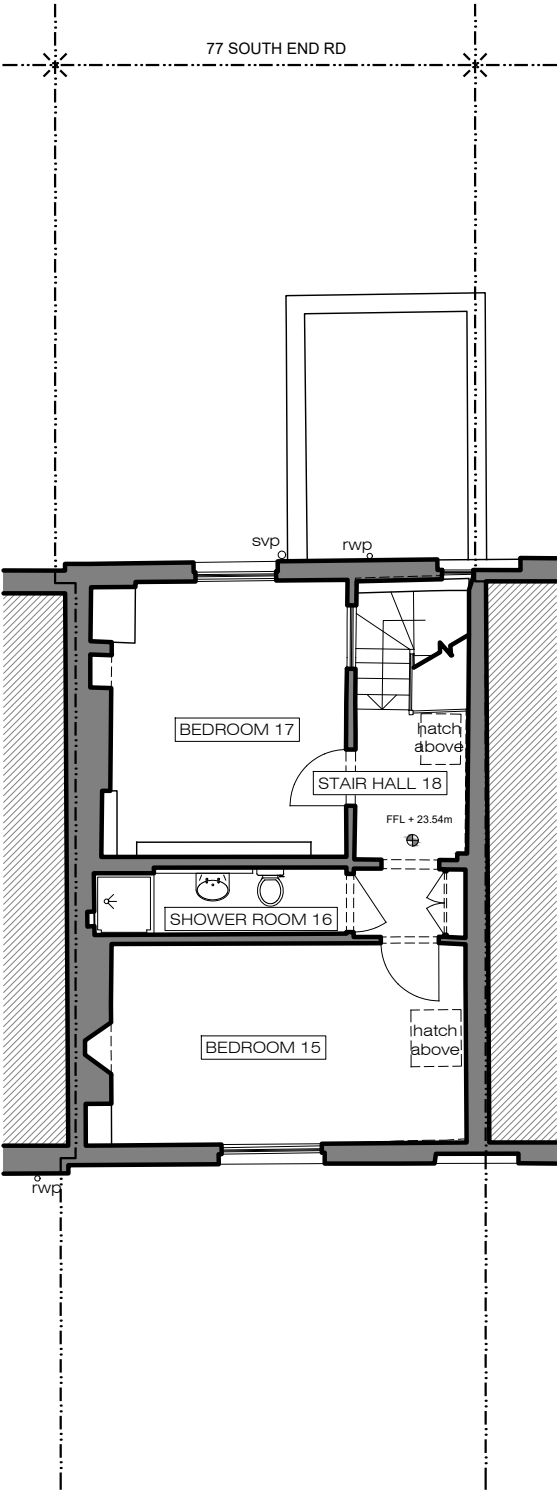 77 SOUTH END RD
svp
rwp
BEDROOM 17
hatch
above
STAIR HALL 18
FFL + 23.54m
SHOWER ROOM 16
BEDROOM 15
hatch
above
rwp